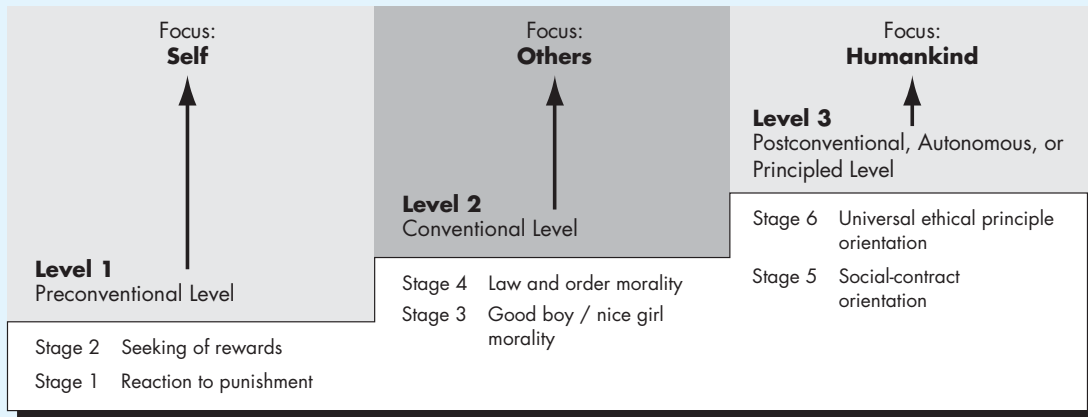 Focus:
Self
Level 1
Preconventional Level
Stage 2 Seeking of rewards
Stage 1 Reaction to punishment
Focus:
Others
Level 2
Conventional Level
Stage 4 Law and order morality
Stage 3 Good boy / nice girl
morality
Focus:
Humankind
Level 3
Postconventional, Autonomous, or
Principled Level
Stage 6 Universal ethical principle
orientation
Stage 5 Social-contract
orientation